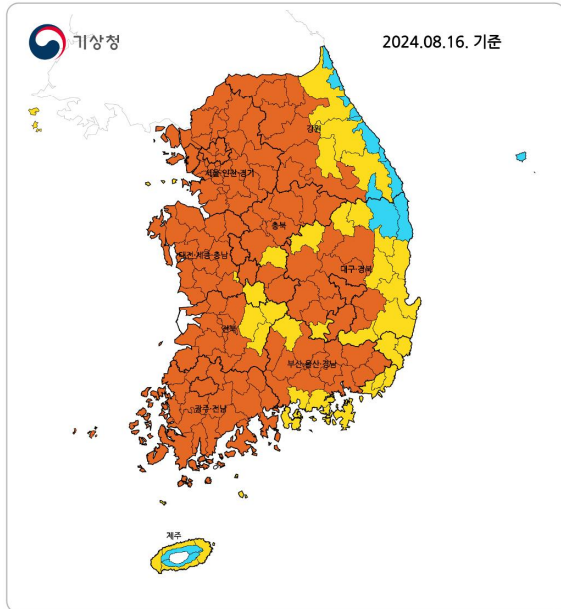 기상청
2024.08.16. 기준
강원
서울·인천·경기
충북
대전·세종·충남
대구·경북
전북
부산·울산·경남
광주·전남
제주